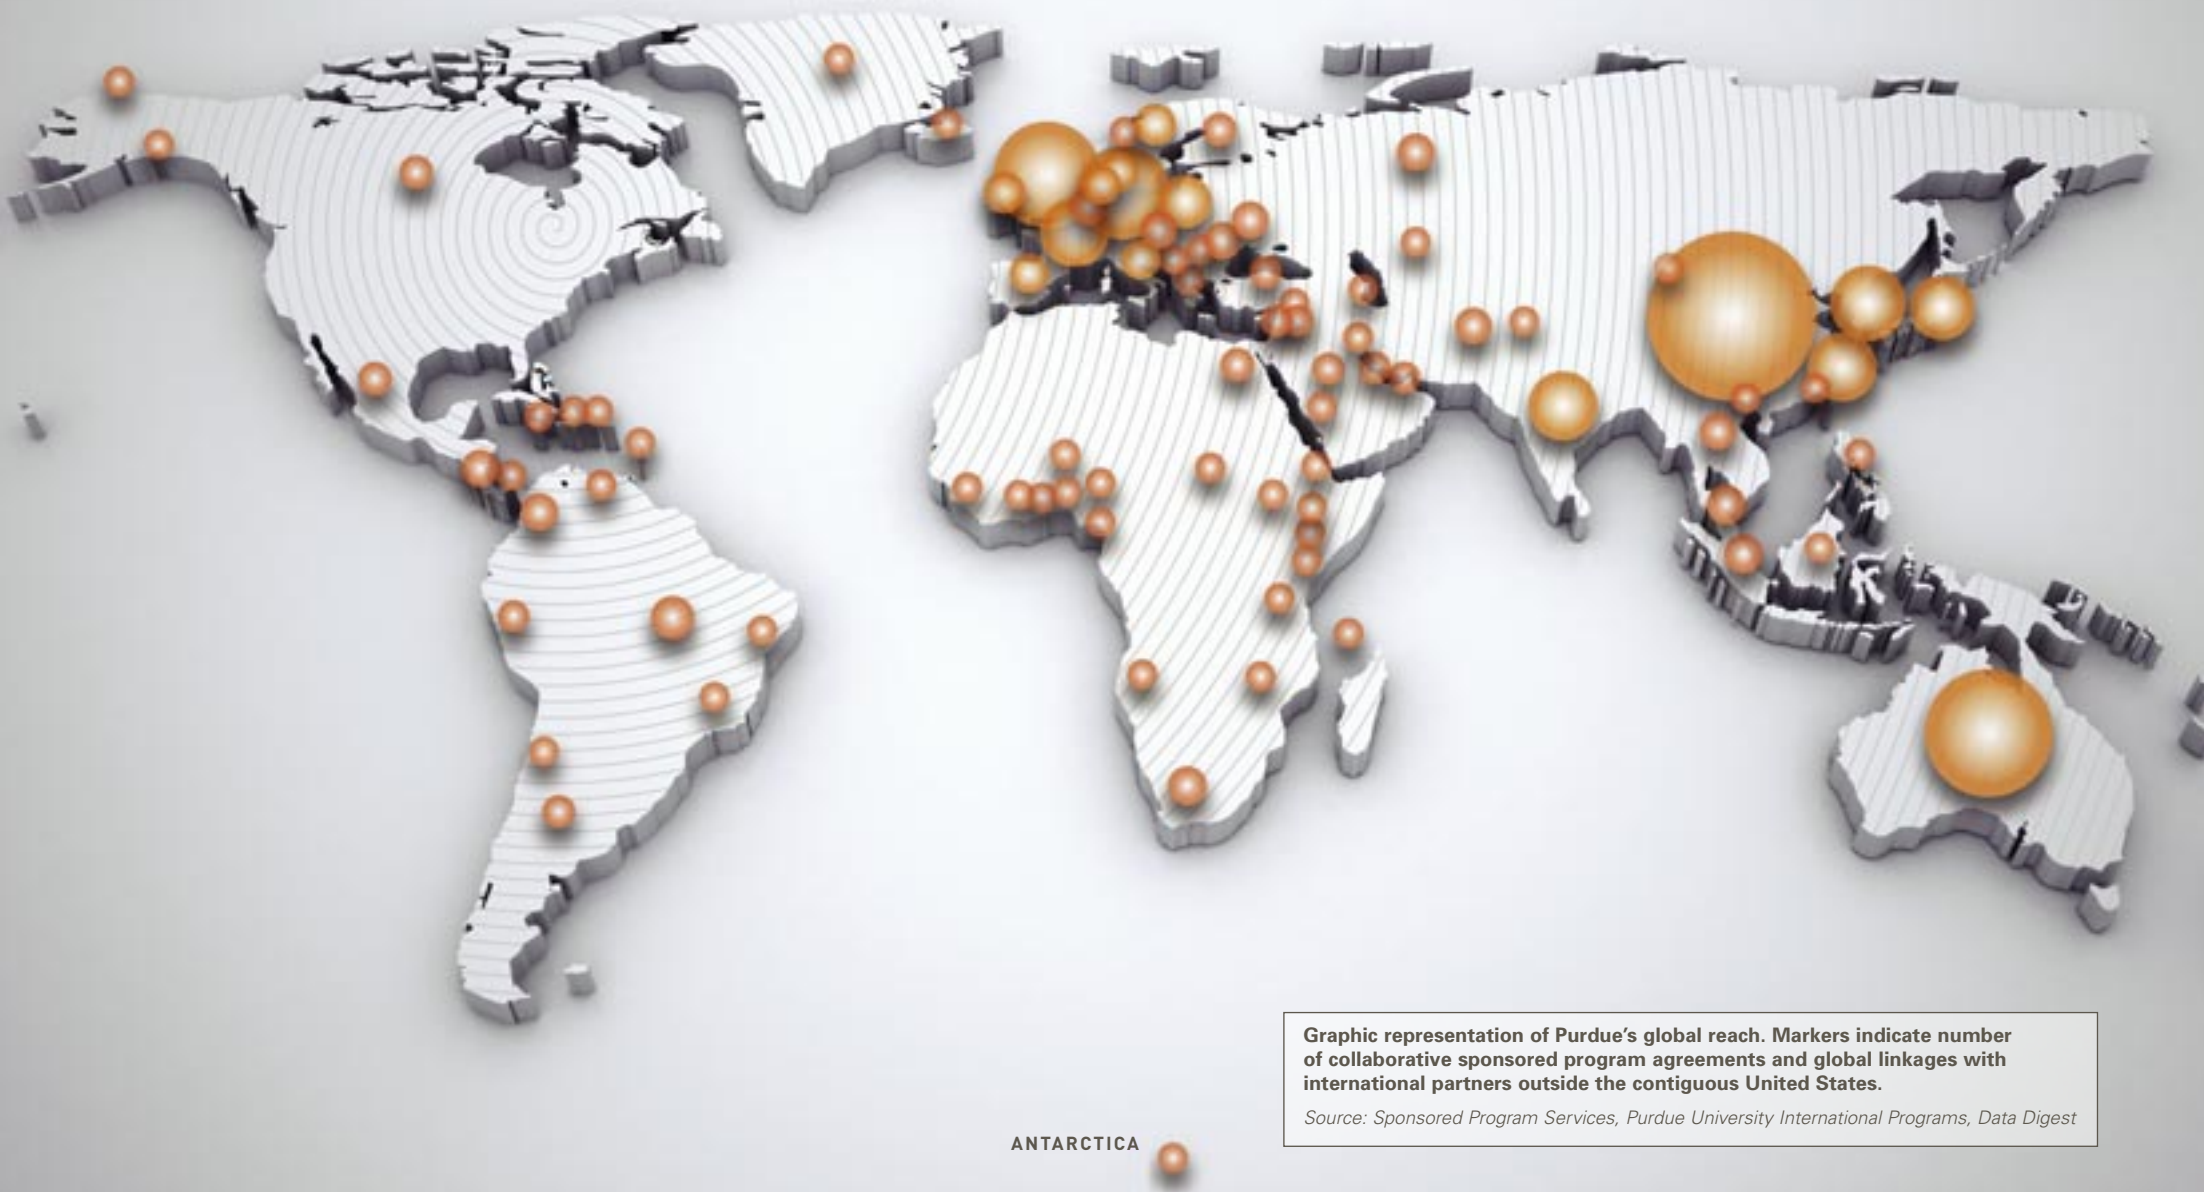 Graphic representation of Purdue’s global reach. Markers indicate number
of collaborative sponsored program agreements and global linkages with
international partners outside the contiguous United States.
Source: Sponsored Program Services, Purdue University International Programs, Data Digest
ANTARCTICA